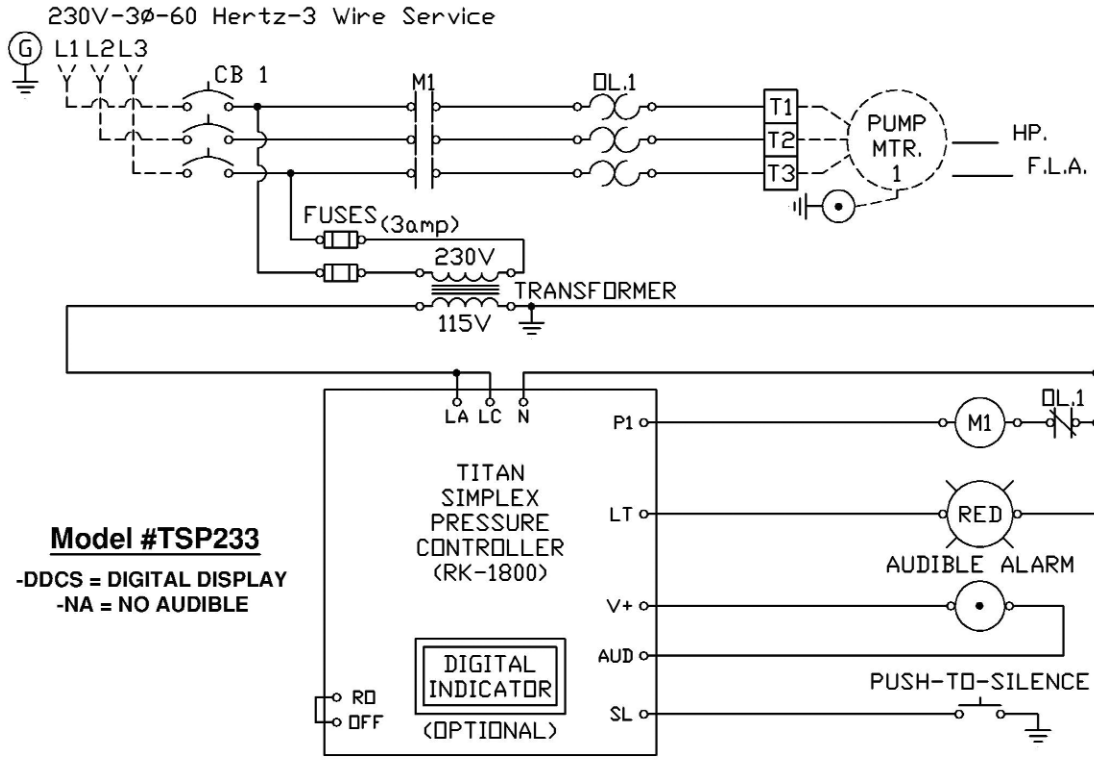 230V-3Ø-60 Hertz-3 Wire Service
G L1 L2 L3
CB 1
M1
OL.1
T1
T2
T3
PUMP
MTR.
1
HP.
F.L.A.
FUSES (3amp)
230V
TRANSFORMER
115V
LA LC N
P1
M1
OL.1
TITAN
SIMPLEX
PRESSURE
CONTROLLER
(RK-1800)
LT
RED
Model #TSP233
-DDCS = DIGITAL DISPLAY
-NA = NO AUDIBLE
AUDIBLE ALARM
V+
AUD
DIGITAL
INDICATOR
(OPTIONAL)
RO
OFF
PUSH-TO-SILENCE
SL